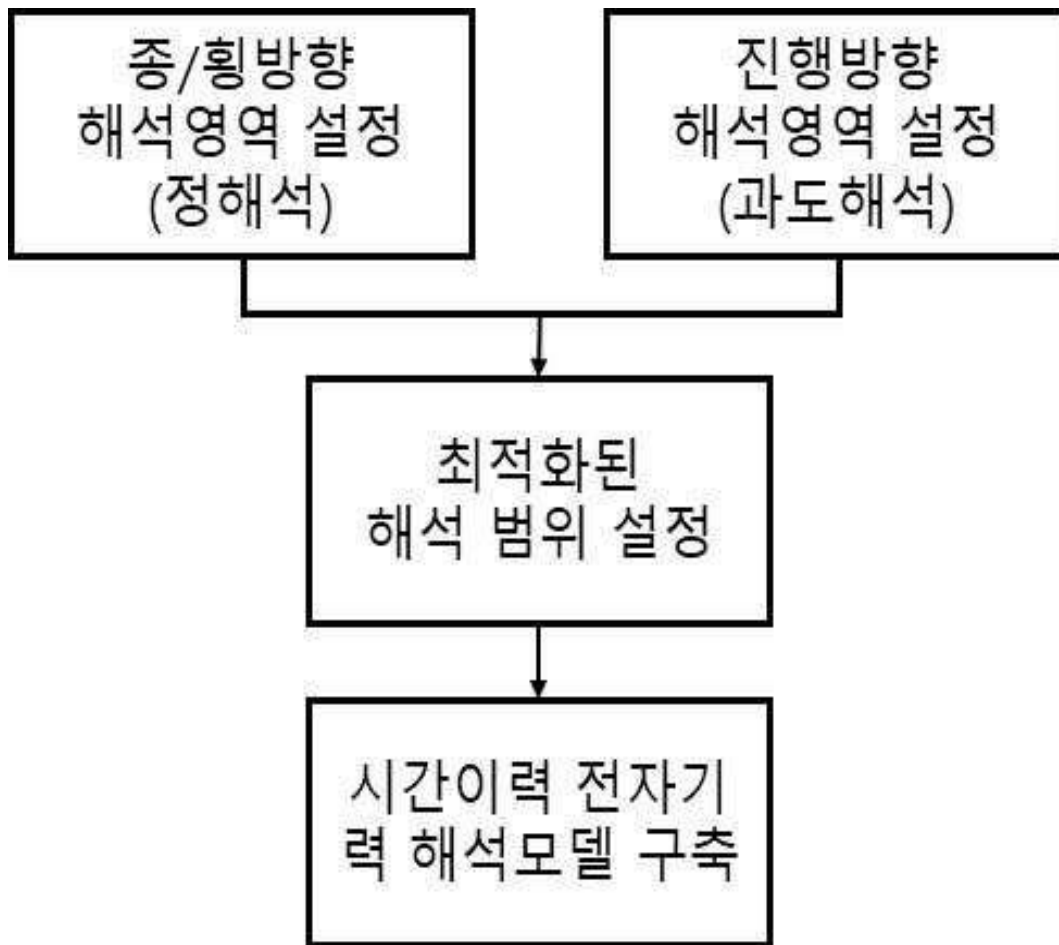 종/횡방향
해석영역 설정
(정해석)
진행방향
해석영역 설정
(과도해석)
최적화된
해석 범위 설정
시간이력 전자기
력 해석모델 구축